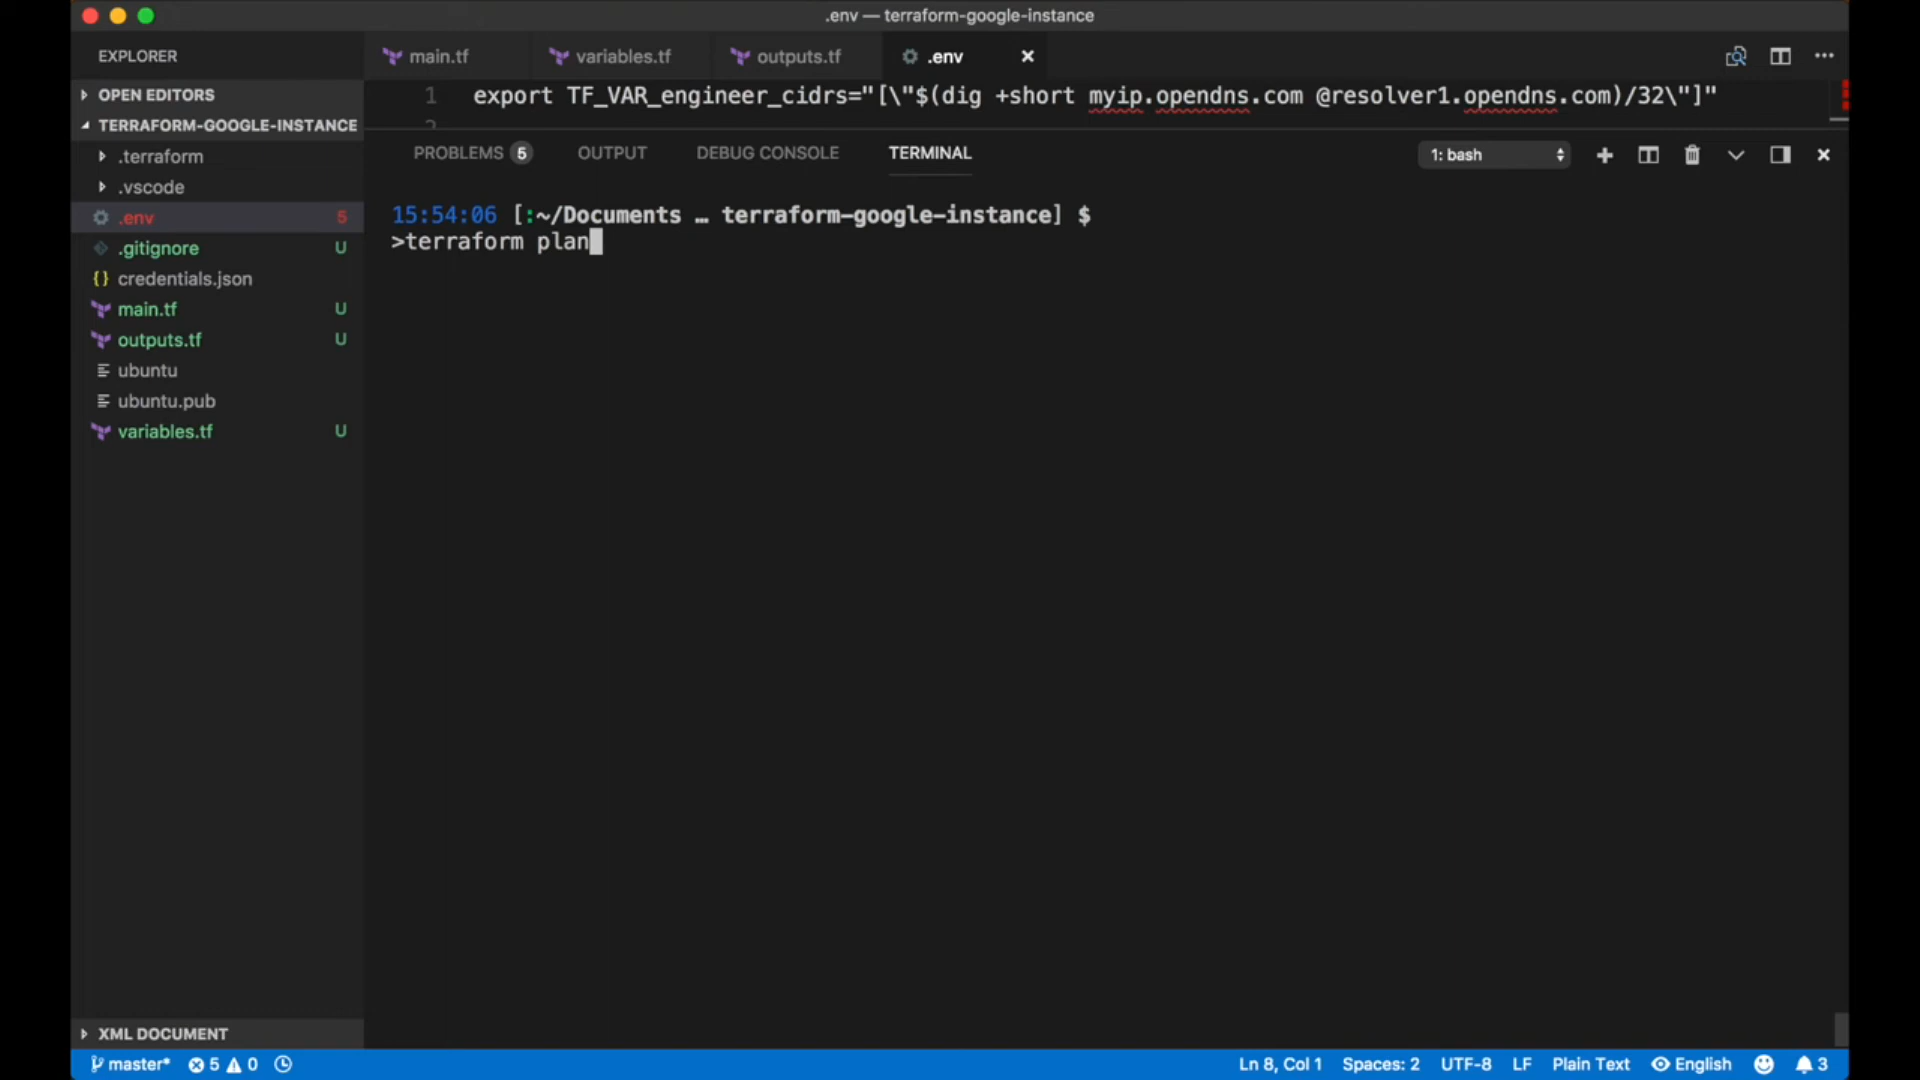 .env — terraform-google-instance
EXPLORER
main.tf
variables.tf
outputs.tf
.env
OPEN EDITORS
TERRAFORM-GOOGLE-INSTANCE
.terraform
.vscode
.env 5
.gitignore U
credentials.json
main.tf U
outputs.tf U
ubuntu
ubuntu.pub
variables.tf U
XML DOCUMENT
1 export TF_VAR_engineer_cidrs="[\"$(dig +short myip.opendns.com @resolver1.opendns.com)/32\"]"
2
PROBLEMS 5 OUTPUT DEBUG CONSOLE TERMINAL
1: bash
15:54:06 [:~/Documents … terraform-google-instance] $
>terraform plan
master* 5 0 Ln 8, Col 1 Spaces: 2 UTF-8 LF Plain Text English 3